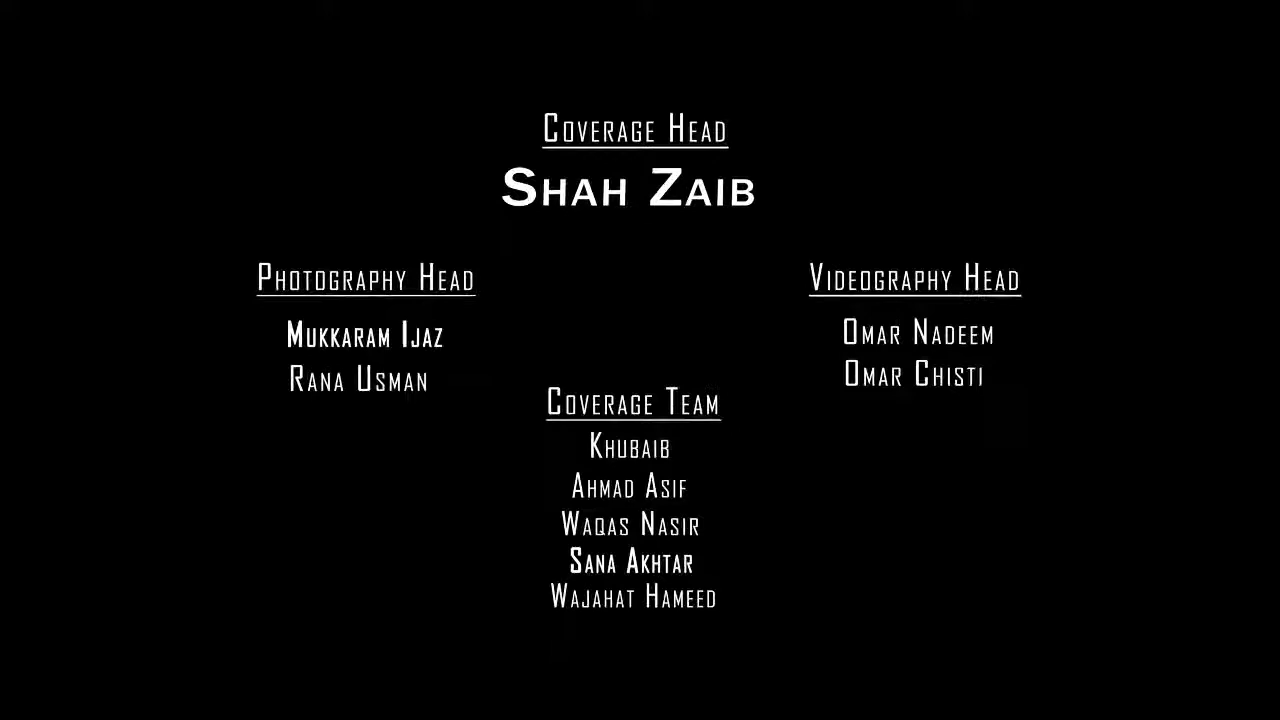 Coverage Head
Shah Zaib
Photography Head
Mukkaram Ijaz
Rana Usman
Videography Head
Omar Nadeem
Omar Chisti
Coverage Team
Khubaib
Ahmad Asif
Waqas Nasir
Sana Akhtar
Wajahat Hameed